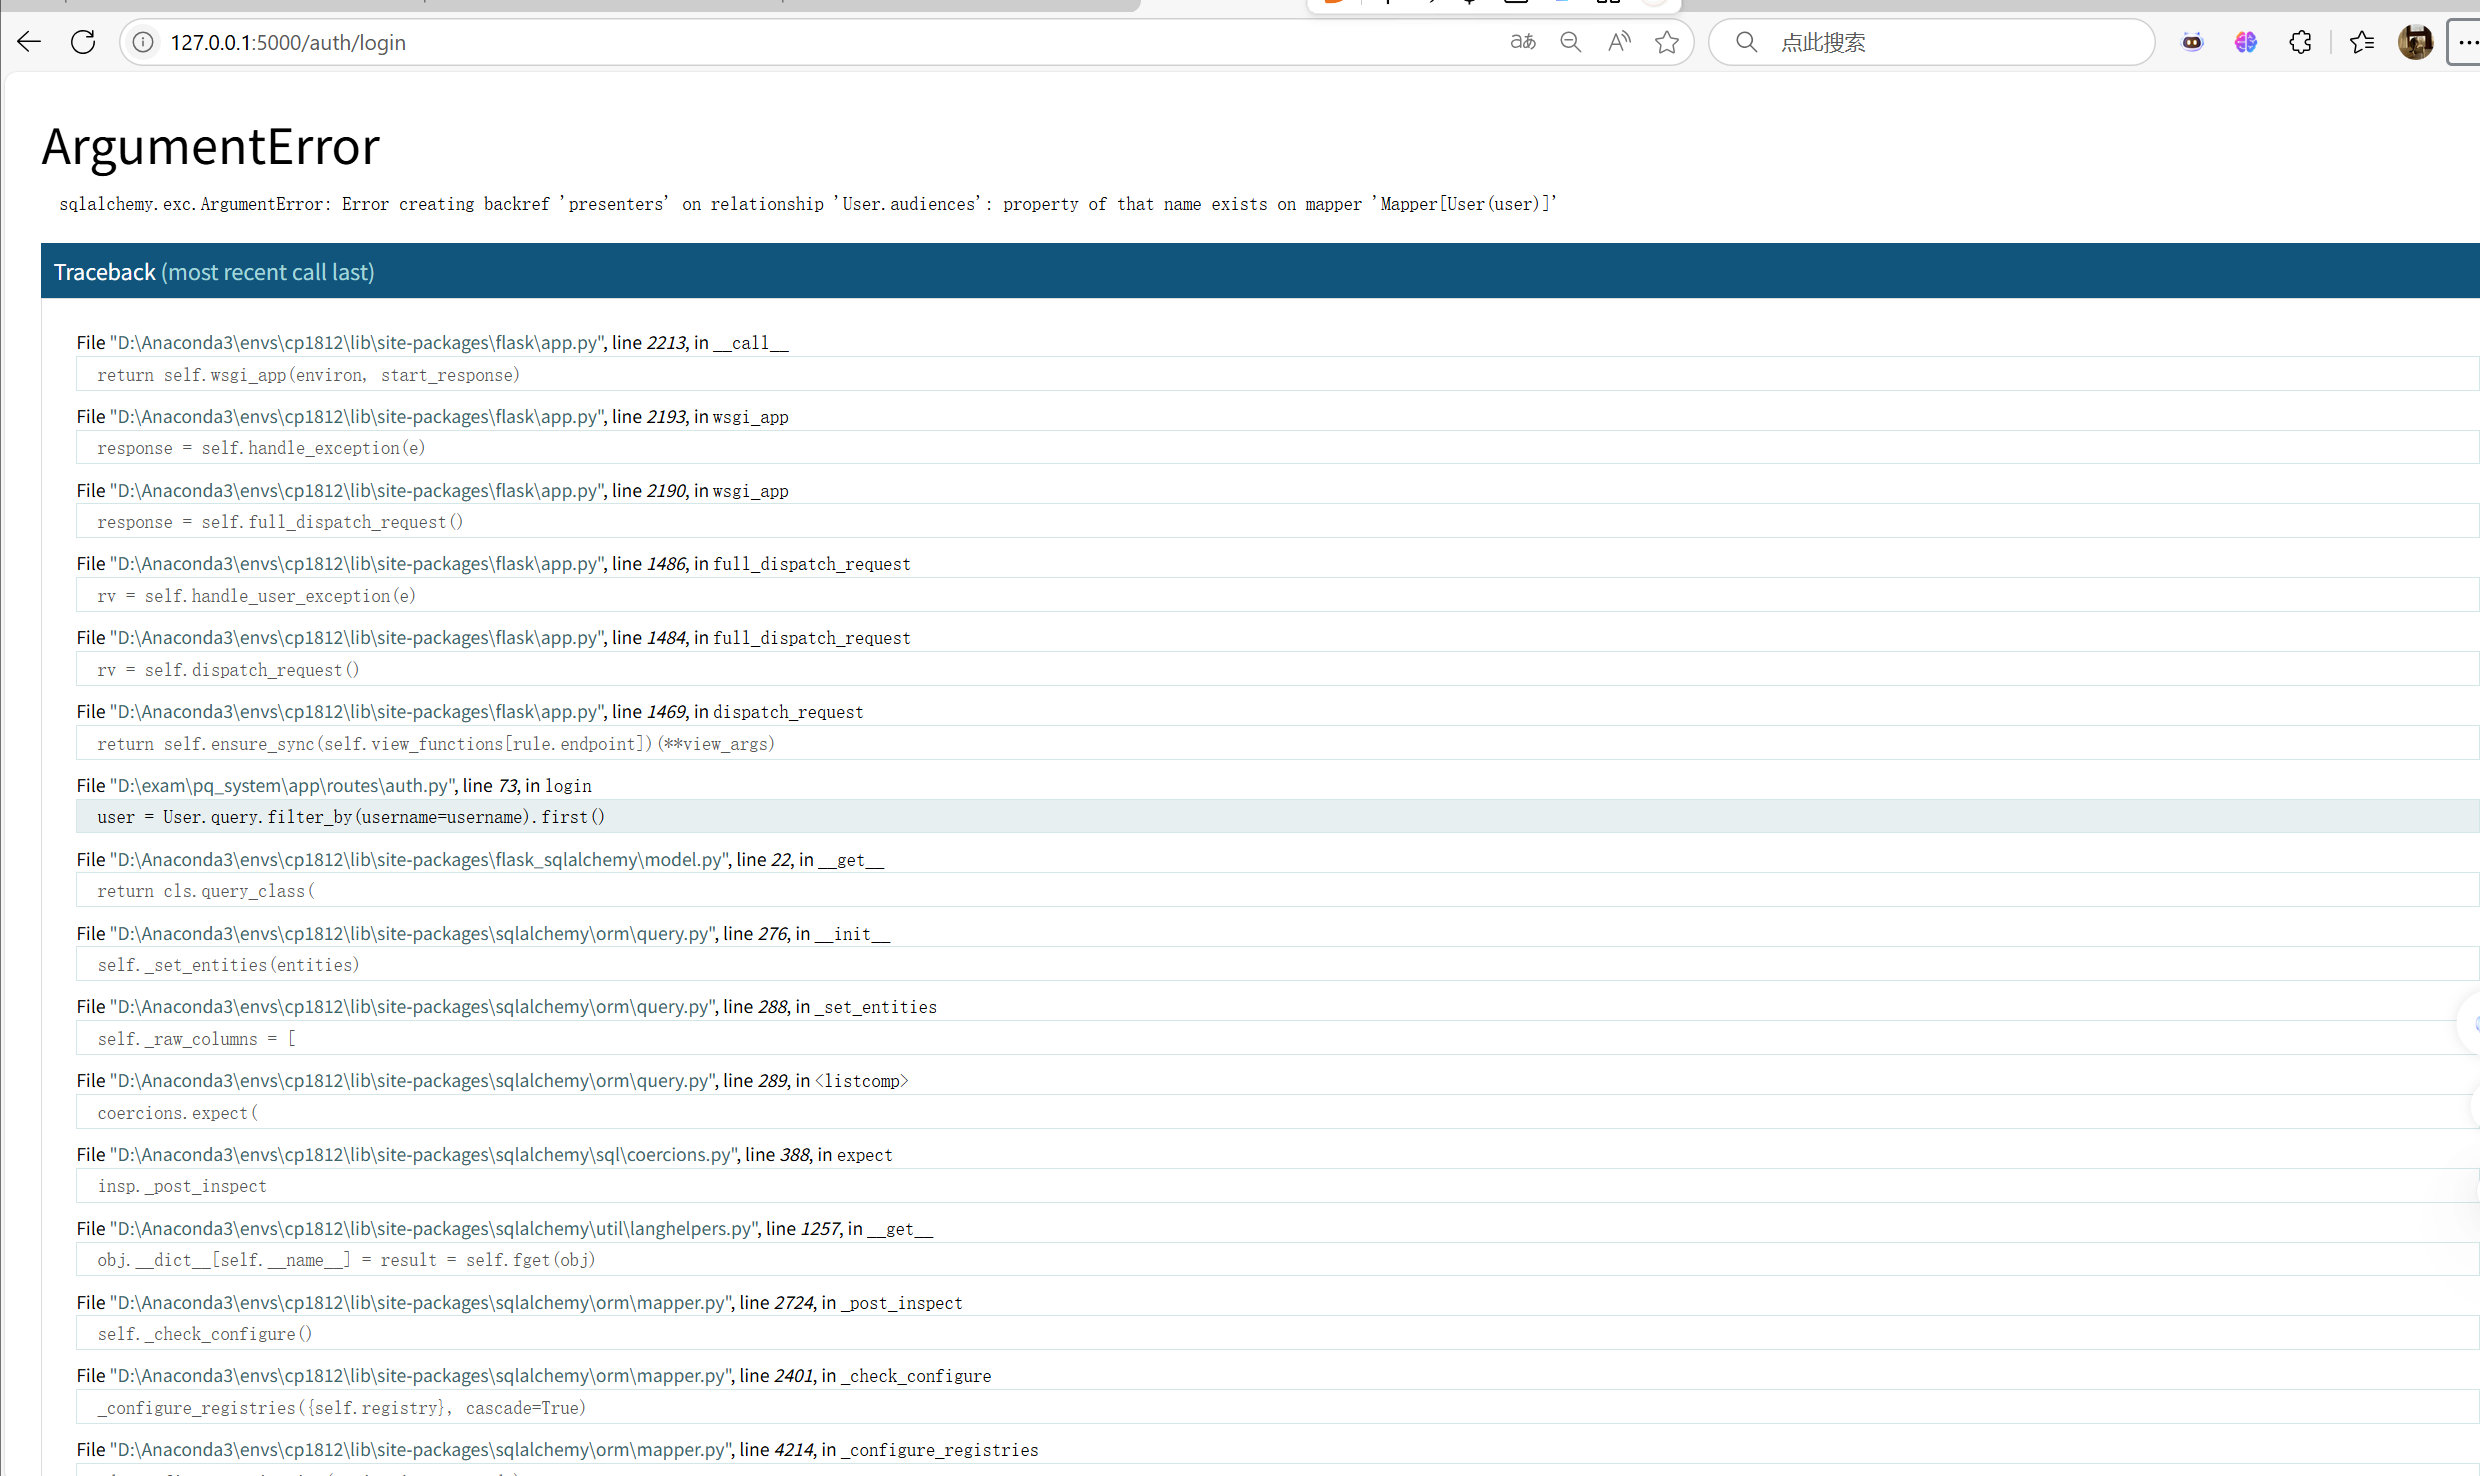 127.0.0.1:5000/auth/login
aあ
点此搜索
ArgumentError
sqlalchemy.exc.ArgumentError: Error creating backref 'presenters' on relationship 'User.audiences': property of that name exists on mapper 'Mapper[User(user)]'
Traceback (most recent call last)
File "D:\Anaconda3\envs\cp1812\lib\site-packages\flask\app.py", line 2213, in __call__
return self.wsgi_app(environ, start_response)
File "D:\Anaconda3\envs\cp1812\lib\site-packages\flask\app.py", line 2193, in wsgi_app
response = self.handle_exception(e)
File "D:\Anaconda3\envs\cp1812\lib\site-packages\flask\app.py", line 2190, in wsgi_app
response = self.full_dispatch_request()
File "D:\Anaconda3\envs\cp1812\lib\site-packages\flask\app.py", line 1486, in full_dispatch_request
rv = self.handle_user_exception(e)
File "D:\Anaconda3\envs\cp1812\lib\site-packages\flask\app.py", line 1484, in full_dispatch_request
rv = self.dispatch_request()
File "D:\Anaconda3\envs\cp1812\lib\site-packages\flask\app.py", line 1469, in dispatch_request
return self.ensure_sync(self.view_functions[rule.endpoint])(**view_args)
File "D:\exam\pq_system\app\routes\auth.py", line 73, in login
user = User.query.filter_by(username=username).first()
File "D:\Anaconda3\envs\cp1812\lib\site-packages\flask_sqlalchemy\model.py", line 22, in __get__
return cls.query_class(
File "D:\Anaconda3\envs\cp1812\lib\site-packages\sqlalchemy\orm\query.py", line 276, in __init__
self._set_entities(entities)
File "D:\Anaconda3\envs\cp1812\lib\site-packages\sqlalchemy\orm\query.py", line 288, in _set_entities
self._raw_columns = [
File "D:\Anaconda3\envs\cp1812\lib\site-packages\sqlalchemy\orm\query.py", line 289, in <listcomp>
coercions.expect(
File "D:\Anaconda3\envs\cp1812\lib\site-packages\sqlalchemy\sql\coercions.py", line 388, in expect
insp._post_inspect
File "D:\Anaconda3\envs\cp1812\lib\site-packages\sqlalchemy\util\langhelpers.py", line 1257, in __get__
obj.__dict__[self.__name__] = result = self.fget(obj)
File "D:\Anaconda3\envs\cp1812\lib\site-packages\sqlalchemy\orm\mapper.py", line 2724, in _post_inspect
self._check_configure()
File "D:\Anaconda3\envs\cp1812\lib\site-packages\sqlalchemy\orm\mapper.py", line 2401, in _check_configure
_configure_registries({self.registry}, cascade=True)
File "D:\Anaconda3\envs\cp1812\lib\site-packages\sqlalchemy\orm\mapper.py", line 4214, in _configure_registries